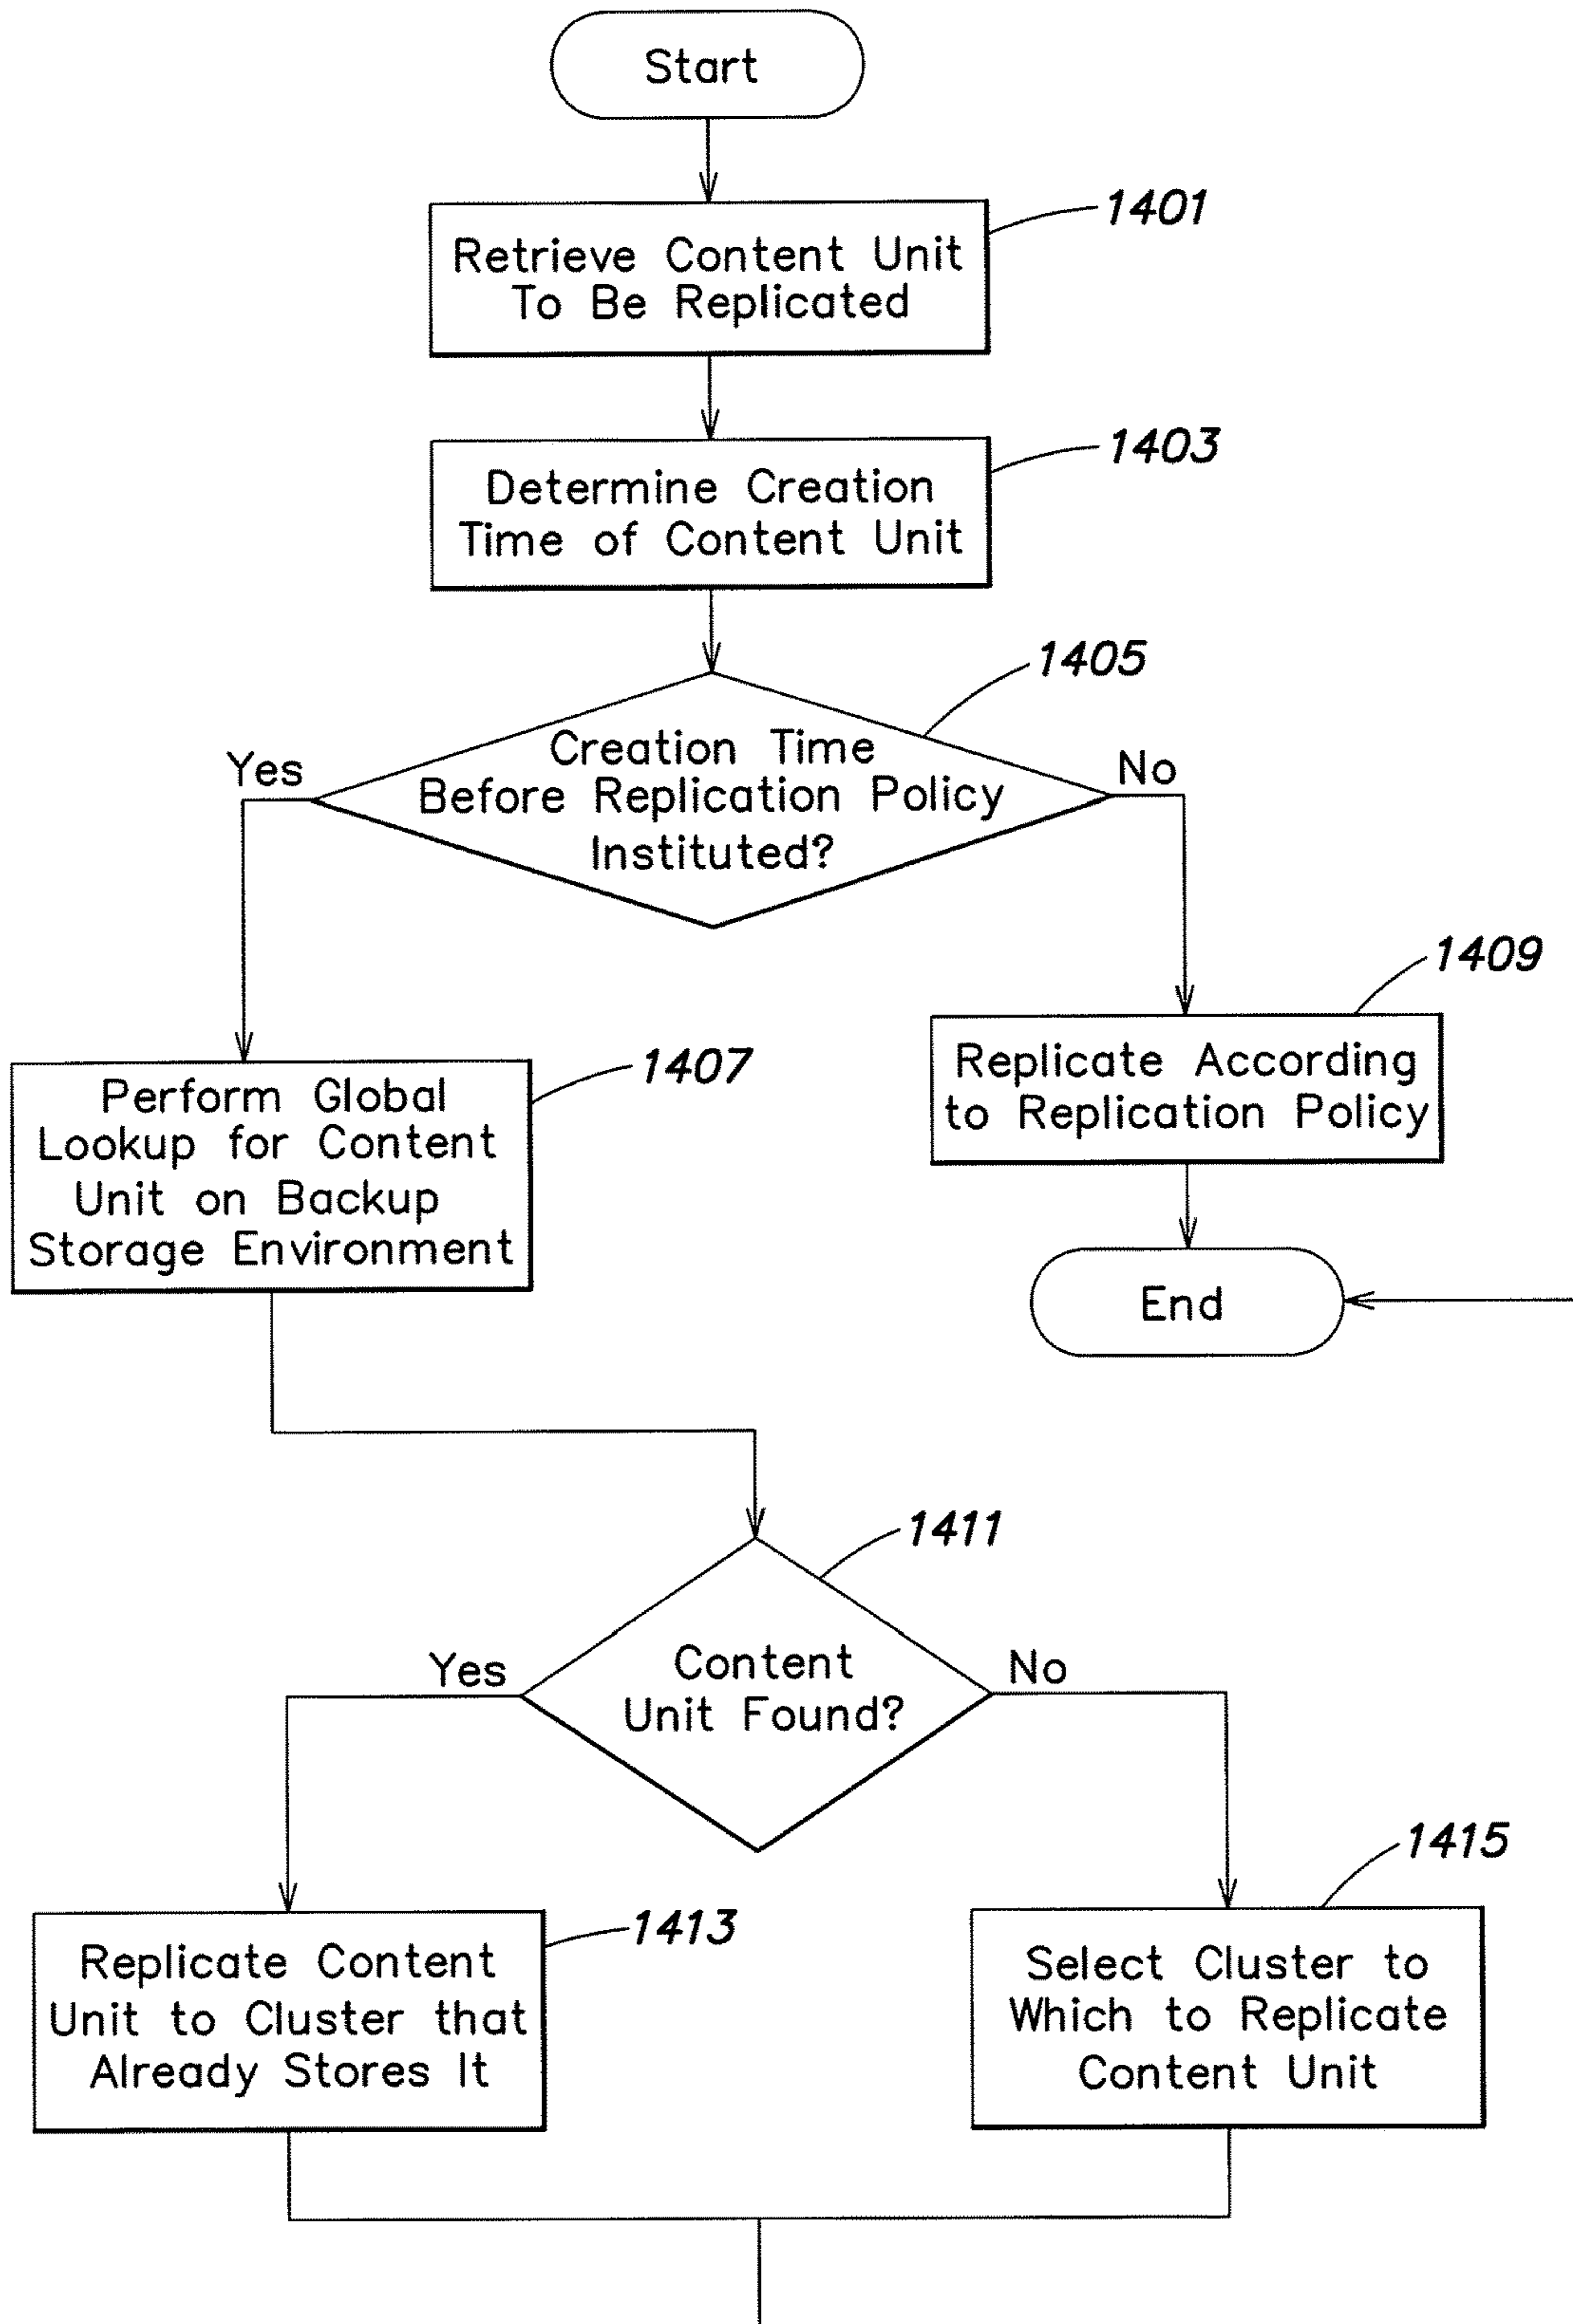 Start
1401
Retrieve Content Unit
To Be Replicated
1403
Determine Creation
Time of Content Unit
1405
Yes
Creation Time
Before Replication Policy
Instituted?
No
1409
Replicate According
to Replication Policy
1407
Perform Global
Lookup for Content
Unit on Backup
Storage Environment
End
1411
Yes
Content
Unit Found?
No
1413
Replicate Content
Unit to Cluster that
Already Stores It
1415
Select Cluster to
Which to Replicate
Content Unit